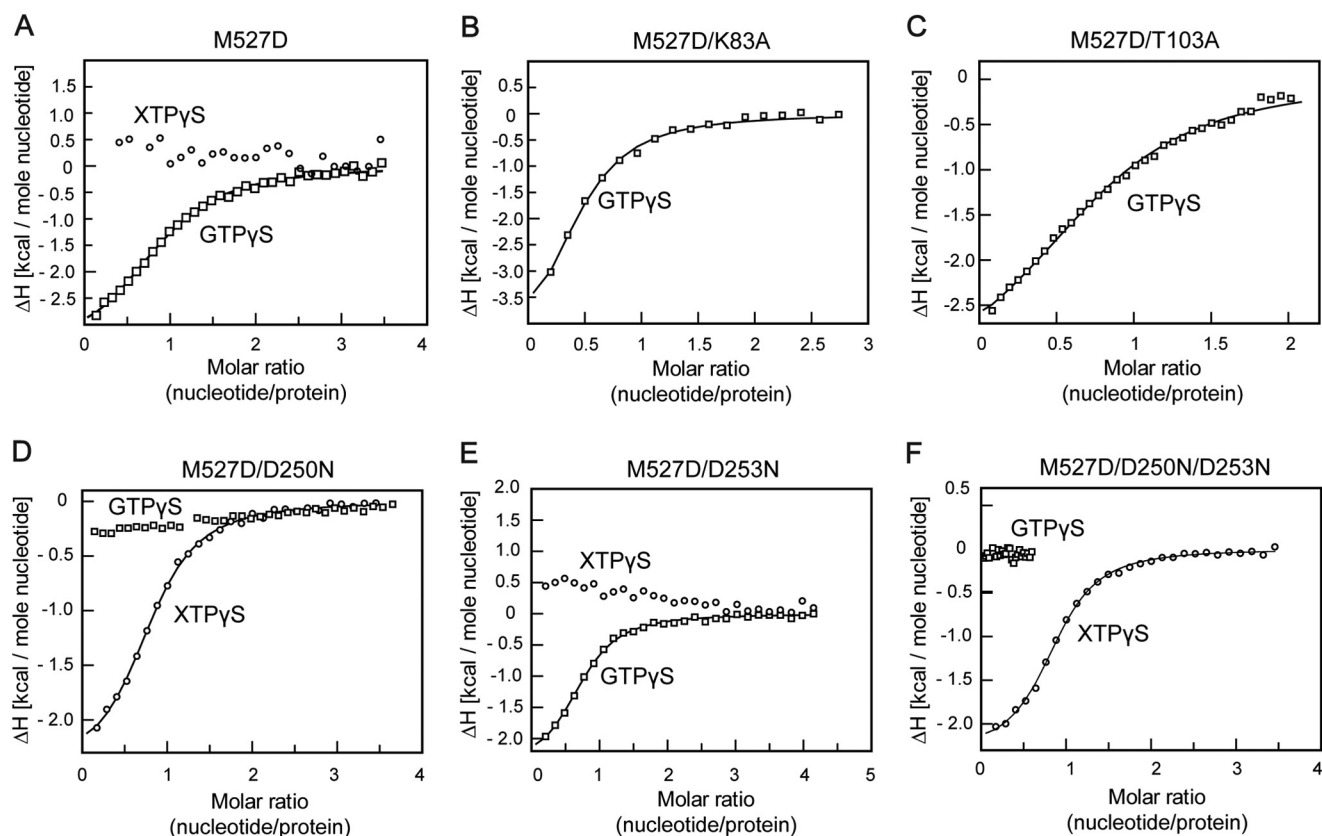 A
M527D
ΔH [kcal / mole nucleotide]
1.5
1.0
0.5
0
- 0.5
- 1.0
- 1.5
- 2.0
- 2.5
XTPγS
GTPγS
0 1 2 3 4
Molar ratio
(nucleotide/protein)
B
M527D/K83A
ΔH [kcal / mole nucleotide]
0.5
0
-0.5
-1.0
-1.5
-2.0
-2.5
-3.0
-3.5
GTPγS
0 0.5 1 1.5 2 2.5 3
Molar ratio
(nucleotide/protein)
C
M527D/T103A
ΔH [kcal / mole nucleotide]
0
-0.5
-1.0
-1.5
-2.0
-2.5
GTPγS
0 0.5 1 1.5 2
Molar ratio
(nucleotide/protein)
D
M527D/D250N
ΔH [kcal / mole nucleotide]
0
- 0.5
- 1.0
- 1.5
- 2.0
GTPγS
XTPγS
0 1 2 3 4
Molar ratio
(nucleotide/protein)
E
M527D/D253N
ΔH [kcal / mole nucleotide]
2.0
1.5
1.0
0.5
0
- 0.5
- 1.0
- 1.5
2.0
XTPγS
GTPγS
0 1 2 3 4 5
Molar ratio
(nucleotide/protein)
F
M527D/D250N/D253N
ΔH [kcal / mole nucleotide]
0.5
0
- 0.5
- 1.0
- 1.5
- 2.0
GTPγS
XTPγS
0 1 2 3 4
Molar ratio
(nucleotide/protein)